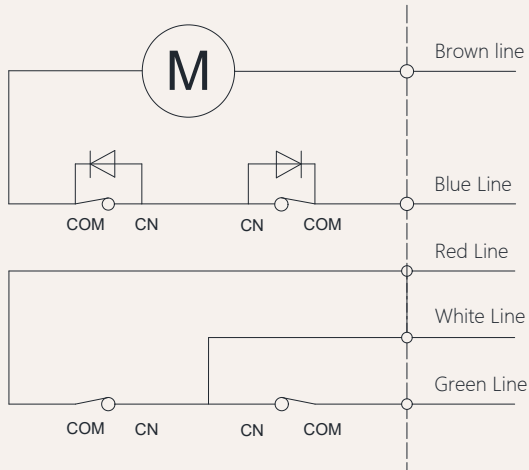 M
Brown line
Blue Line
COM CN CN COM
Red Line
White Line
Green Line
COM CN CN COM